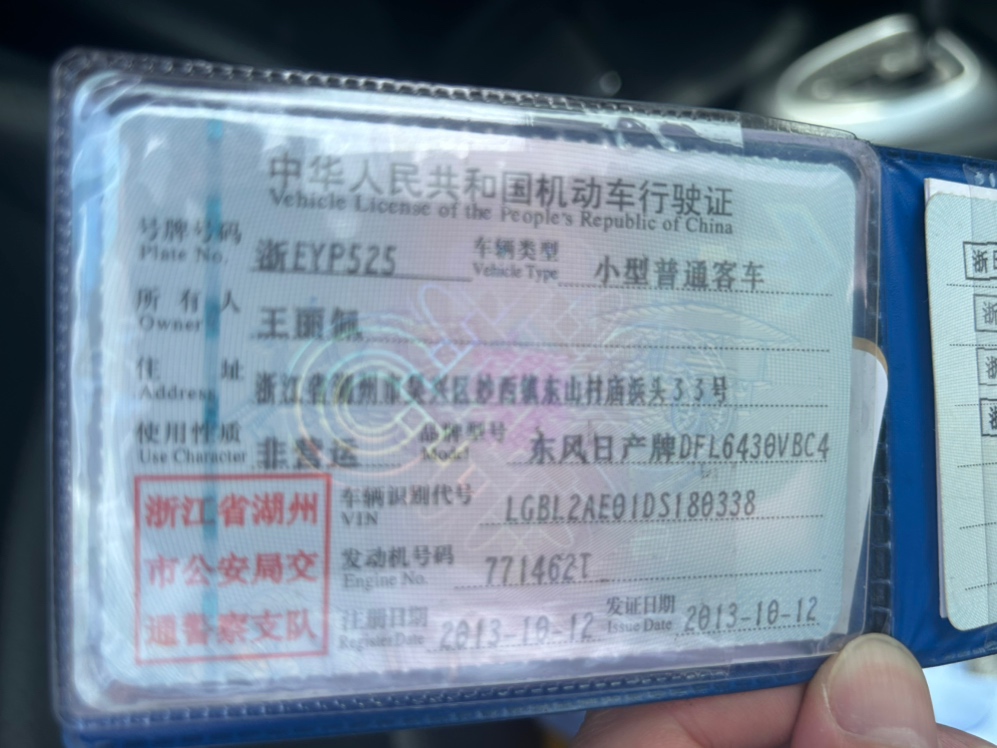 中华人民共和国机动车行驶证
Vehicle License of the People's Republic of China
号牌号码 浙EYP525 车辆类型 小型普通客车
Plate No. Vehicle Type
所有人 王丽
Owner
住址 浙江省湖州市吴兴区妙西镇东山村庙浜头33号
Address
使用性质 非营运 品牌型号 东风日产牌DFL6430VBC4
Use Character Model
浙江省湖州
市公安局交
通警察支队
车辆识别代号 LGBL2AE01DS180338
VIN
发动机号码 771462T
Engine No.
注册日期 2013-10-12 发证日期 2013-10-12
Register Date Issue Date
浙
浙
浙
浙